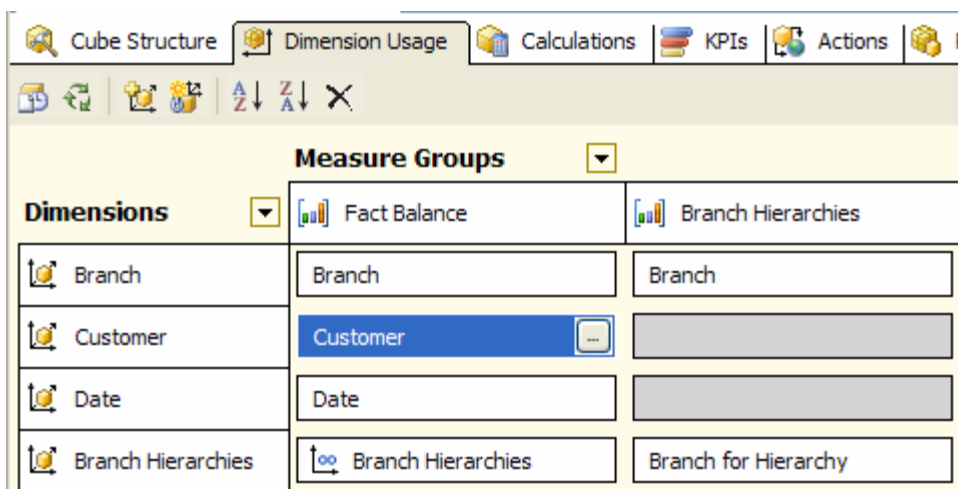 Cube Structure Dimension Usage Calculations KPIs Actions
Measure Groups
Dimensions Fact Balance Branch Hierarchies
Branch Branch Branch
Customer Customer ...
Date Date
Branch Hierarchies Branch Hierarchies Branch for Hierarchy